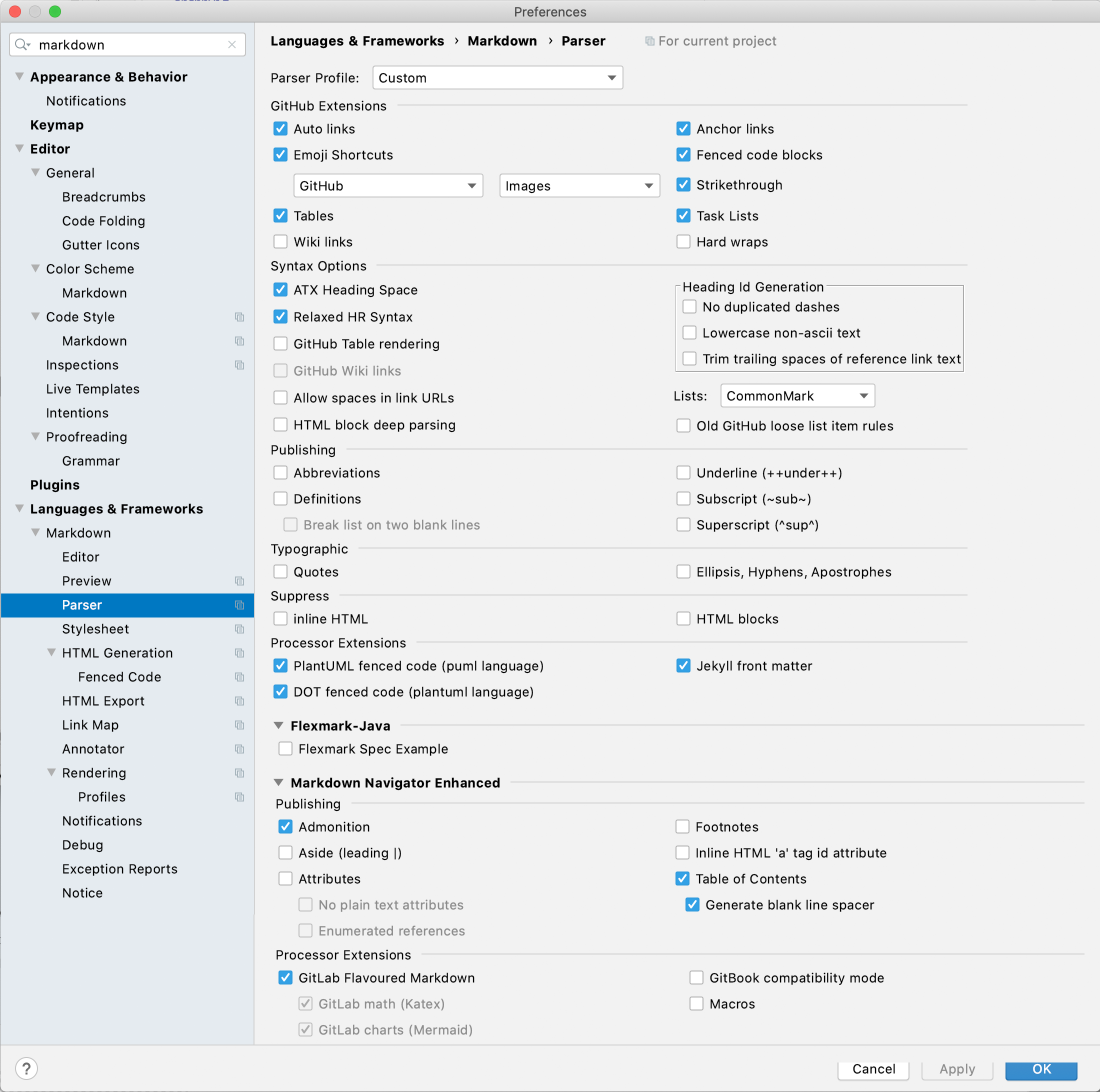 Preferences
markdown
Appearance & Behavior
Notifications
Keymap
Editor
General
Breadcrumbs
Code Folding
Gutter Icons
Color Scheme
Markdown
Code Style
Markdown
Inspections
Live Templates
Intentions
Proofreading
Grammar
Plugins
Languages & Frameworks
Markdown
Editor
Preview
Parser
Stylesheet
HTML Generation
Fenced Code
HTML Export
Link Map
Annotator
Rendering
Profiles
Notifications
Debug
Exception Reports
Notice
Languages & Frameworks › Markdown › Parser For current project
Parser Profile: Custom
GitHub Extensions
Auto links Anchor links
Emoji Shortcuts Fenced code blocks
GitHub Images Strikethrough
Tables Task Lists
Wiki links Hard wraps
Syntax Options
ATX Heading Space
Relaxed HR Syntax
GitHub Table rendering
GitHub Wiki links
Allow spaces in link URLs
HTML block deep parsing
Heading Id Generation
No duplicated dashes
Lowercase non-ascii text
Trim trailing spaces of reference link text
Lists: CommonMark
Old GitHub loose list item rules
Publishing
Abbreviations Underline (++under++)
Definitions Subscript (~sub~)
Break list on two blank lines Superscript (^sup^)
Typographic
Quotes Ellipsis, Hyphens, Apostrophes
Suppress
inline HTML HTML blocks
Processor Extensions
PlantUML fenced code (puml language) Jekyll front matter
DOT fenced code (plantuml language)
Flexmark-Java
Flexmark Spec Example
Markdown Navigator Enhanced
Publishing
Admonition Footnotes
Aside (leading |) Inline HTML 'a' tag id attribute
Attributes Table of Contents
No plain text attributes Generate blank line spacer
Enumerated references
Processor Extensions
GitLab Flavoured Markdown GitBook compatibility mode
GitLab math (Katex) Macros
GitLab charts (Mermaid)
? Cancel Apply OK